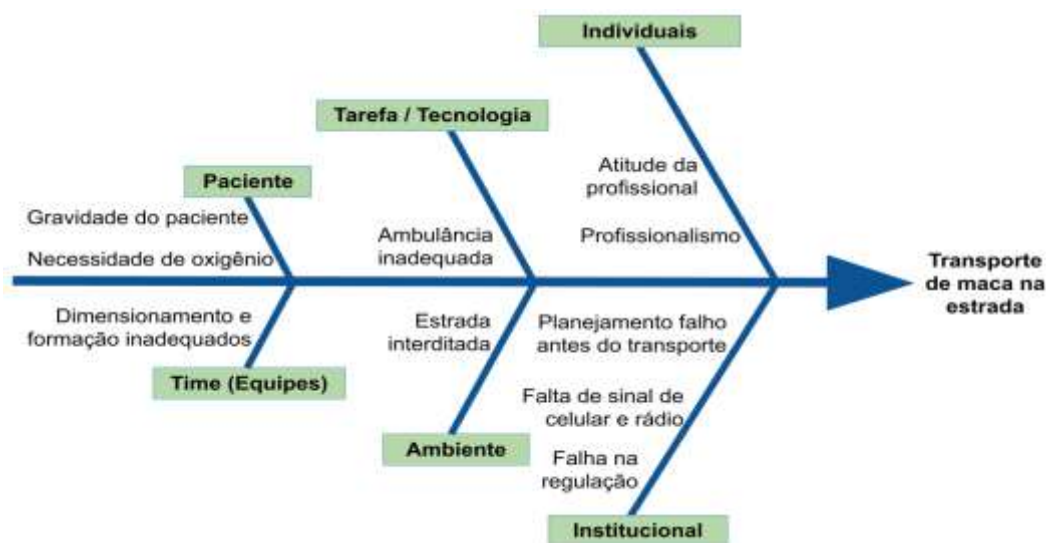 Individuais
Atitude da
profissional
Profissionalismo
Tarefa / Tecnologia
Ambulância
inadequada
Paciente
Gravidade do paciente
Necessidade de oxigênio
Transporte
de maca na
estrada
Dimensionamento e
formação inadequados
Time (Equipes)
Estrada
interditada
Ambiente
Planejamento falho
antes do transporte
Falta de sinal de
celular e rádio
Falha na
regulação
Institucional